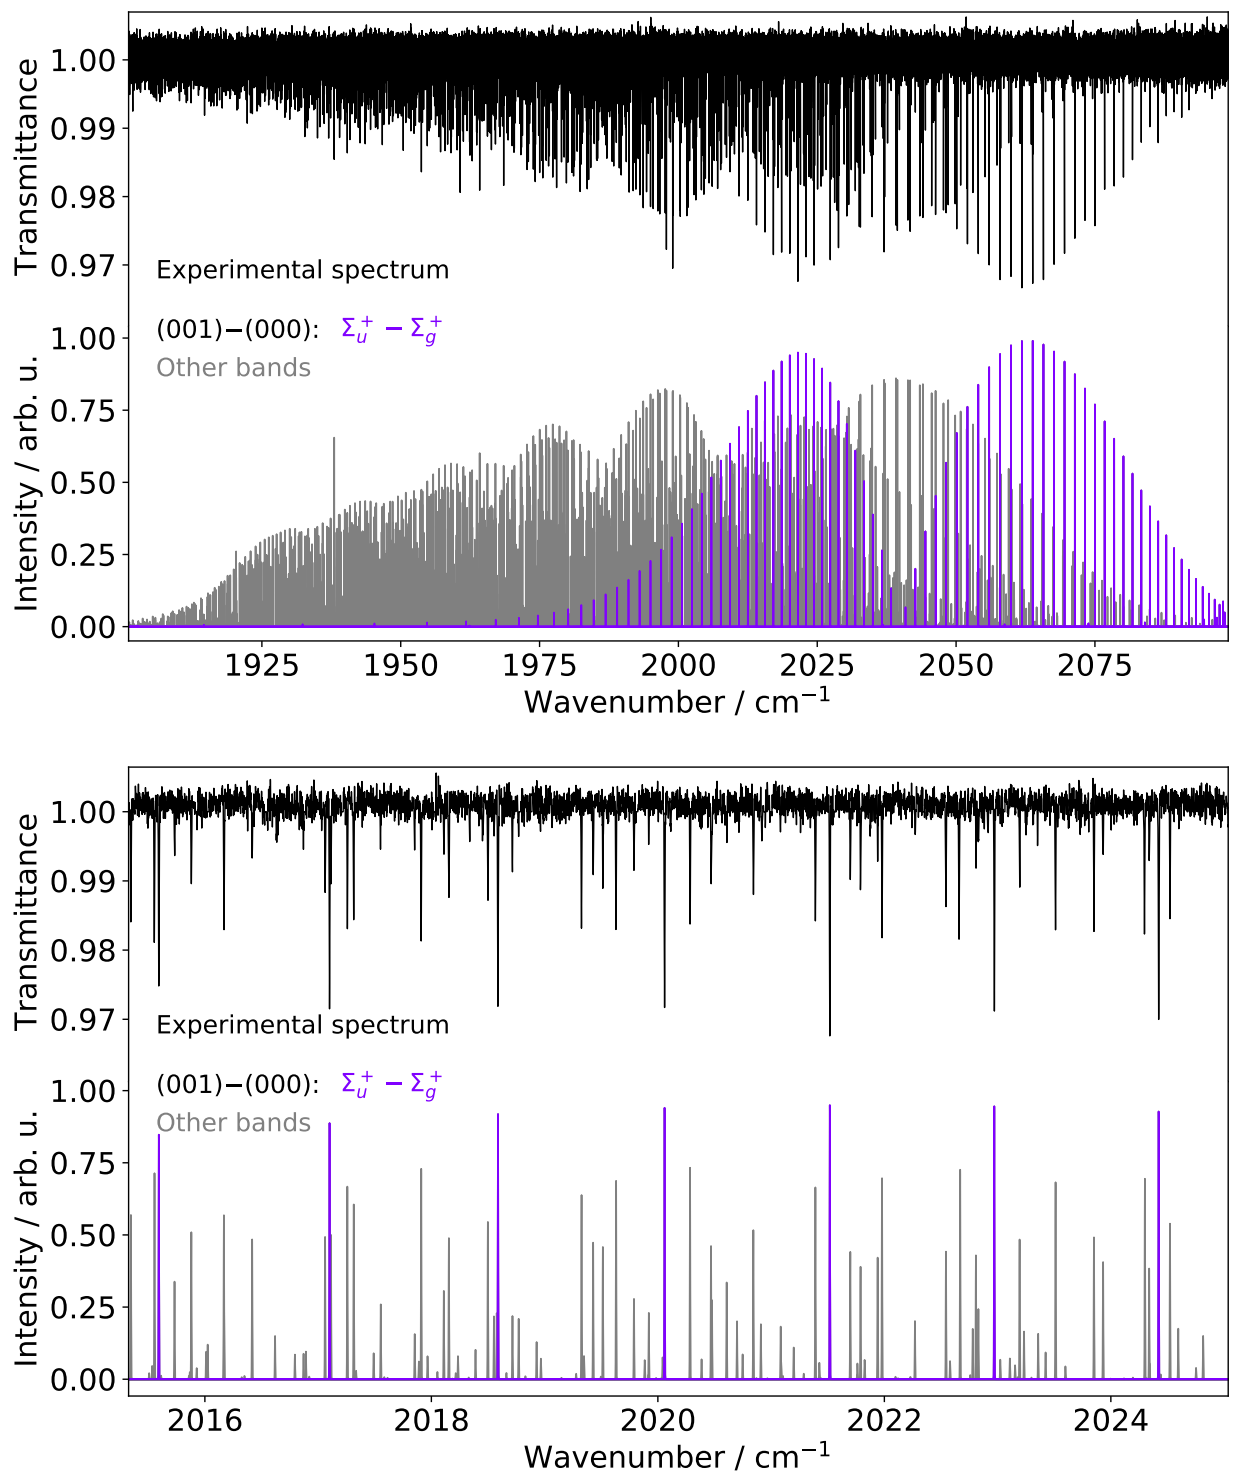 1.00
0.99
0.98
0.97
Transmittance
Experimental spectrum
(001)−(000): Σᵤ⁺ − Σg⁺
Other bands
1.00
0.75
0.50
0.25
0.00
Intensity / arb. u.
1925 1950 1975 2000 2025 2050 2075
Wavenumber / cm⁻¹
1.00
0.99
0.98
0.97
Transmittance
Experimental spectrum
(001)−(000): Σᵤ⁺ − Σg⁺
Other bands
1.00
0.75
0.50
0.25
0.00
Intensity / arb. u.
2016 2018 2020 2022 2024
Wavenumber / cm⁻¹